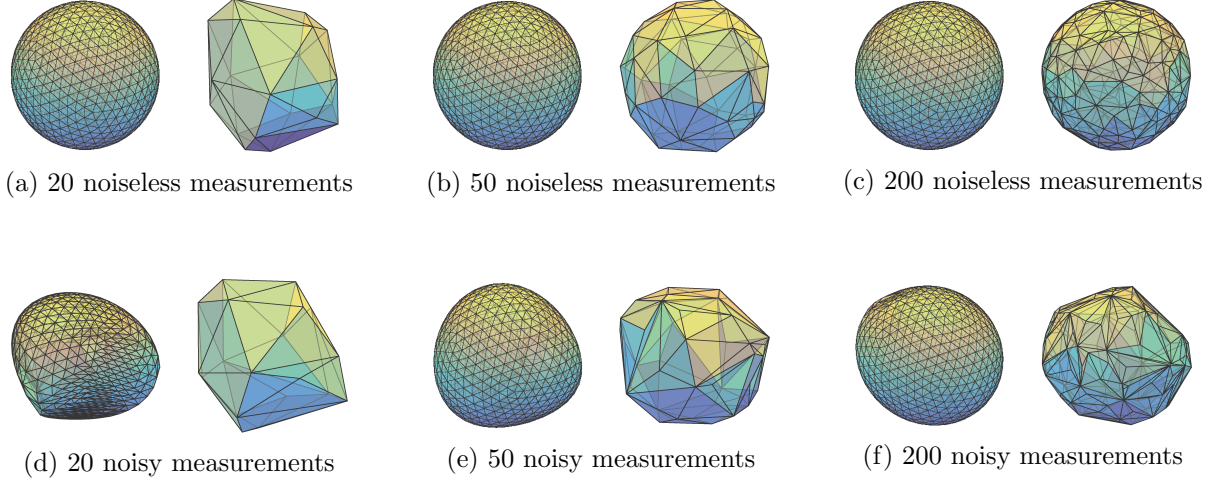 (a) 20 noiseless measurements
(b) 50 noiseless measurements
(c) 200 noiseless measurements
(d) 20 noisy measurements
(e) 50 noisy measurements
(f) 200 noisy measurements